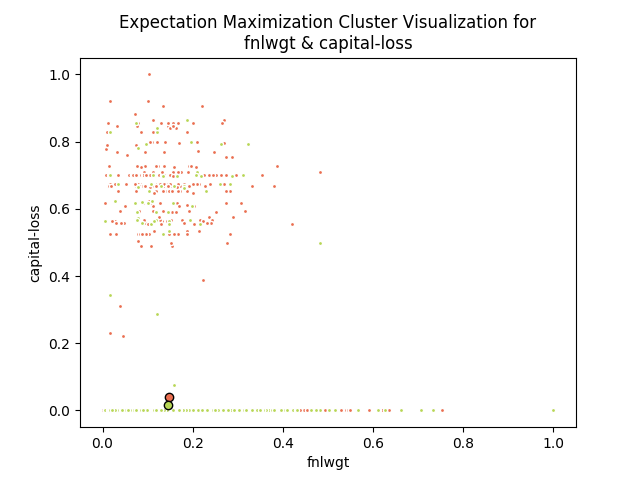 Expectation Maximization Cluster Visualization for
fnlwgt & capital-loss
1.0
0.8
0.6
0.4
0.2
0.0
capital-loss
0.0 0.2 0.4 0.6 0.8 1.0
fnlwgt